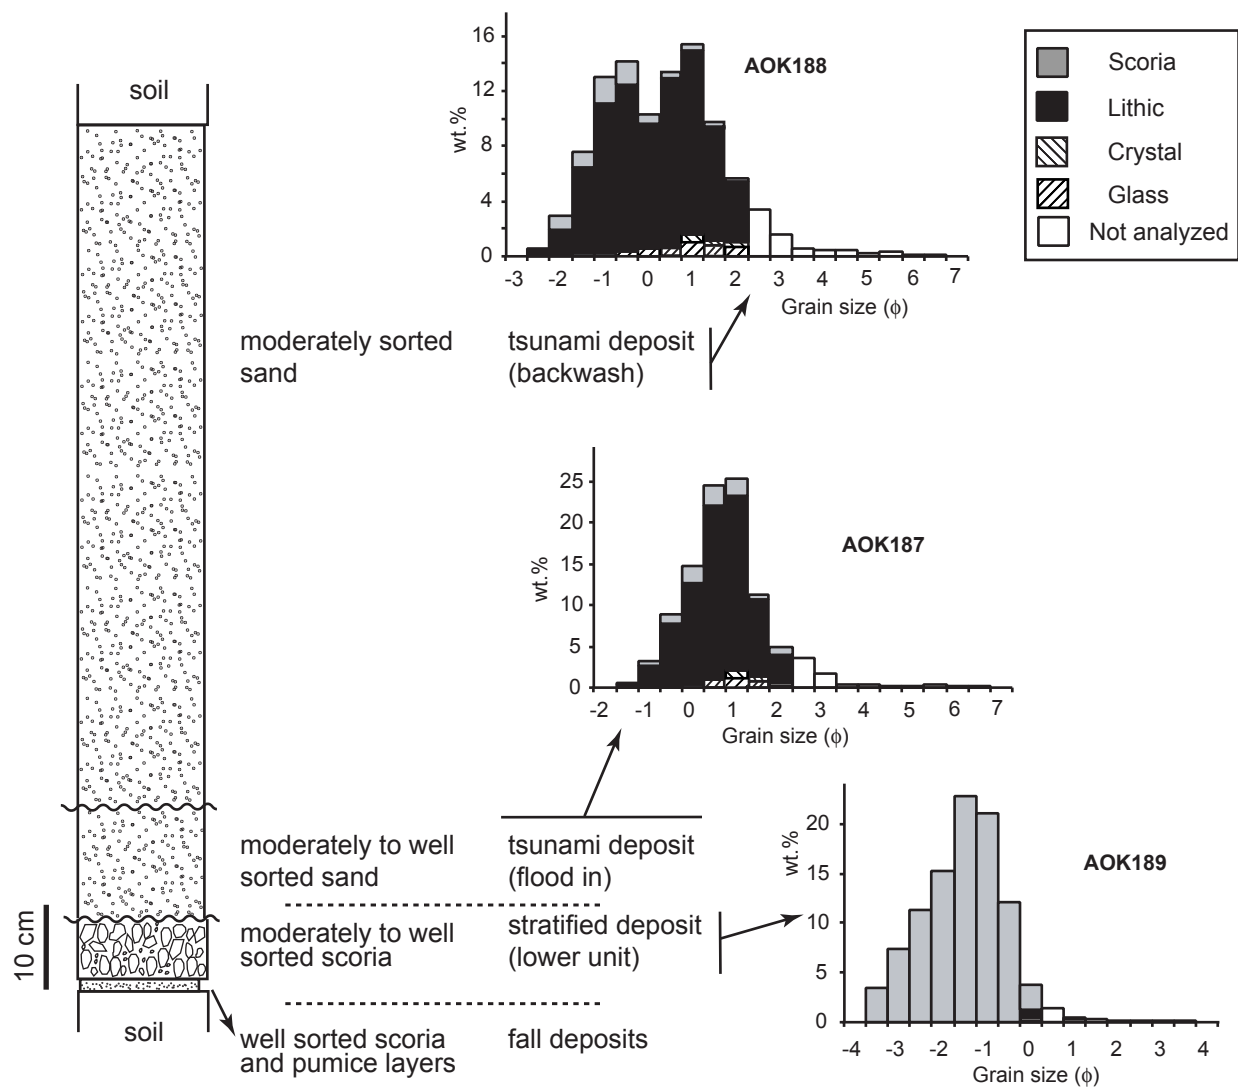 soil
16
12
8
4
0
wt.%
AOK188
-3 -2 -1 0 1 2 3 4 5 6 7
Grain size (ϕ)
Scoria
Lithic
Crystal
Glass
Not analyzed
moderately sorted
sand
tsunami deposit
(backwash)
25
20
15
10
5
0
wt.%
AOK187
-2 -1 0 1 2 3 4 5 6 7
Grain size (ϕ)
moderately to well
sorted sand
tsunami deposit
(flood in)
20
15
10
5
0
wt.%
AOK189
-4 -3 -2 -1 0 1 2 3 4
Grain size (ϕ)
10 cm
moderately to well
sorted scoria
stratified deposit
(lower unit)
soil
well sorted scoria
and pumice layers
fall deposits